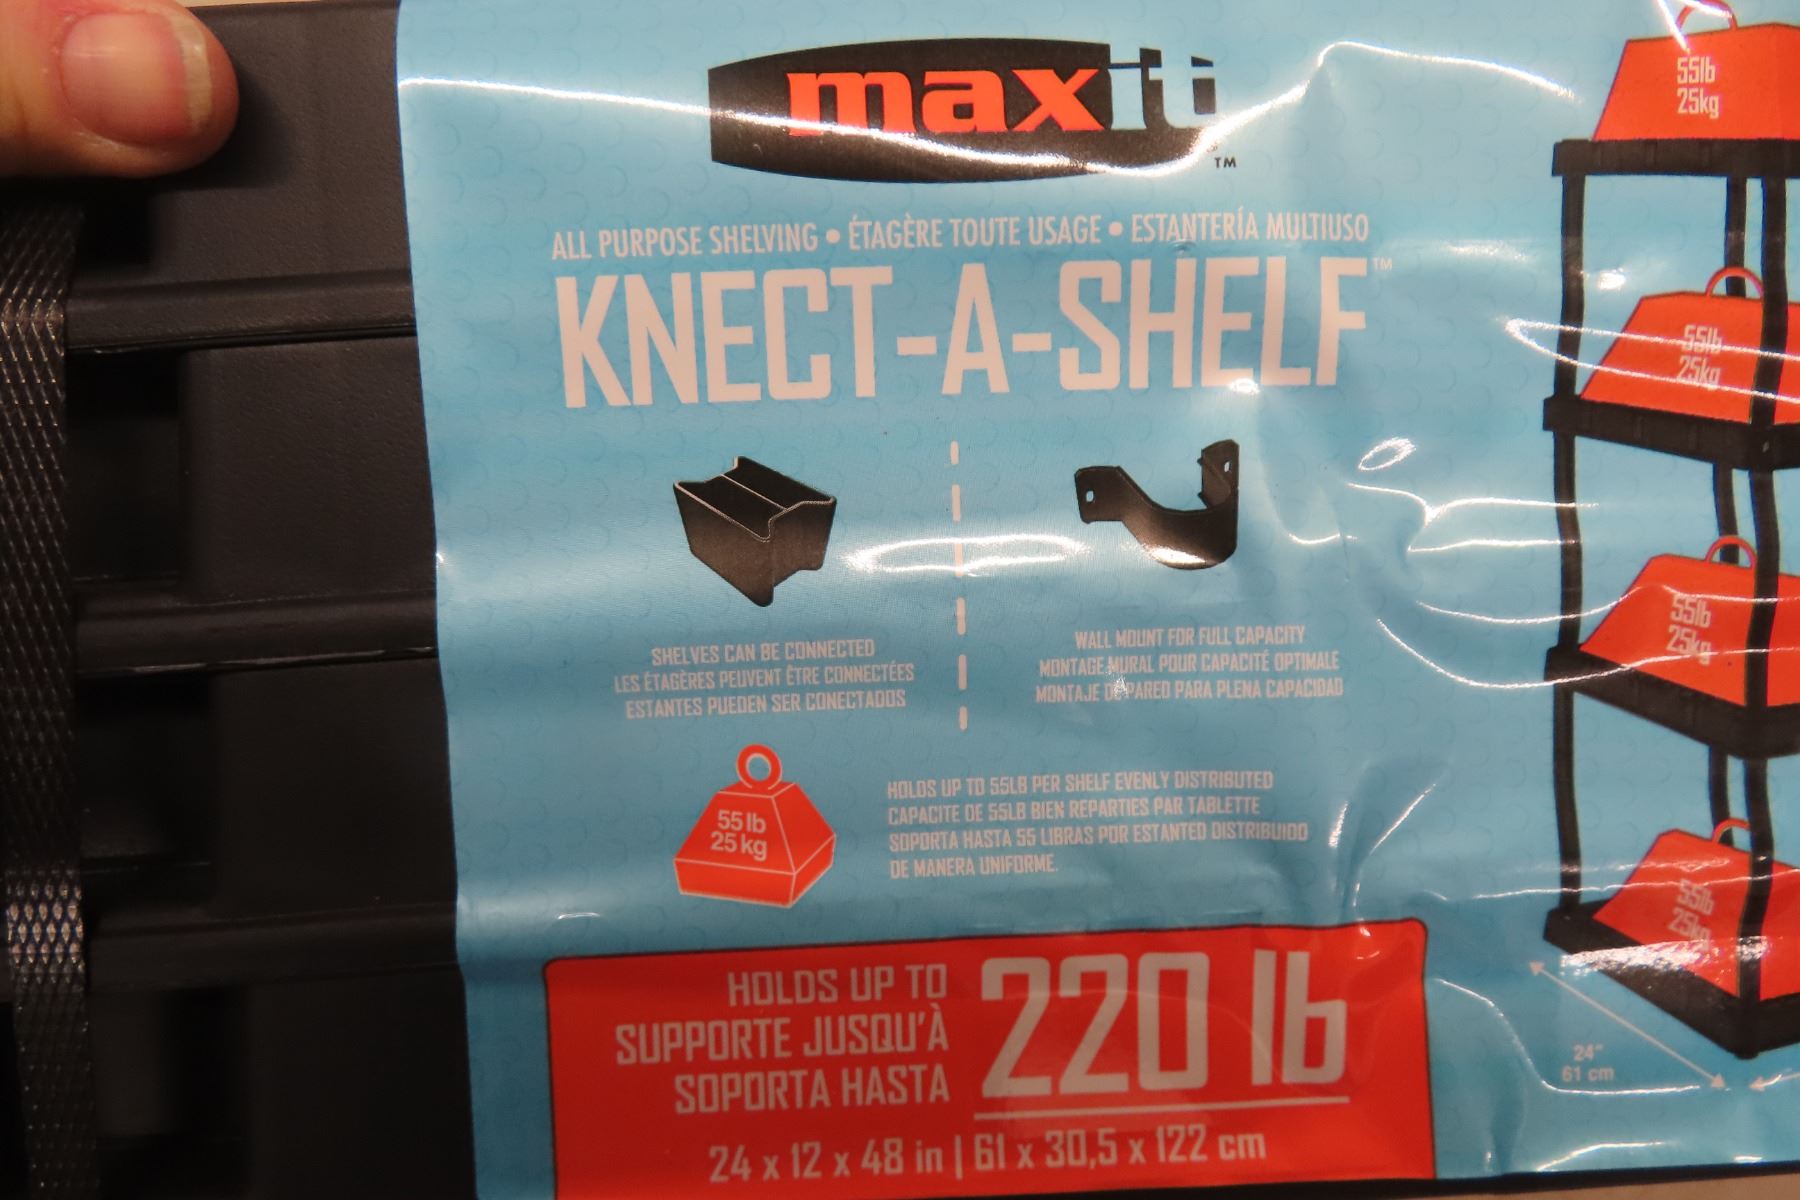 maxit
TM
ALL PURPOSE SHELVING • ÉTAGÈRE TOUTE USAGE • ESTANTERÍA MULTIUSO
KNECT-A-SHELF™
SHELVES CAN BE CONNECTED
LES ÉTAGÈRES PEUVENT ÊTRE CONNECTÉES
ESTANTES PUEDEN SER CONECTADOS
WALL MOUNT FOR FULL CAPACITY
MONTAGE MURAL POUR CAPACITÉ OPTIMALE
MONTAJE DE PARED PARA PLENA CAPACIDAD
55 lb
25 kg
HOLDS UP TO 55LB PER SHELF EVENLY DISTRIBUTED
CAPACITE DE 55LB BIEN REPARTIES PAR TABLETTE
SOPORTA HASTA 55 LIBRAS POR ESTANTED DISTRIBUIDO
DE MANERA UNIFORME.
HOLDS UP TO
SUPPORTE JUSQU'À
SOPORTA HASTA
220 lb
24 x 12 x 48 in | 61 x 30,5 x 122 cm
55lb
25kg
55lb
25kg
55lb
25kg
55lb
25kg
24"
61 cm